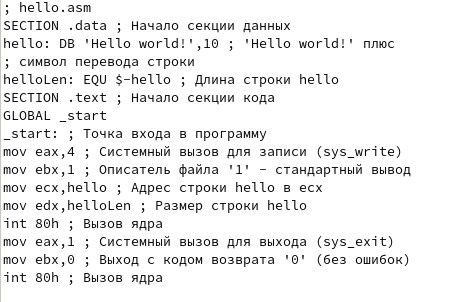 ; hello.asm
SECTION .data ; Начало секции данных
hello: DB 'Hello world!',10 ; 'Hello world!' плюс
; символ перевода строки
helloLen: EQU $-hello ; Длина строки hello
SECTION .text ; Начало секции кода
GLOBAL _start
_start: ; Точка входа в программу
mov eax,4 ; Системный вызов для записи (sys_write)
mov ebx,1 ; Описатель файла '1' - стандартный вывод
mov ecx,hello ; Адрес строки hello в ecx
mov edx,helloLen ; Размер строки hello
int 80h ; Вызов ядра
mov eax,1 ; Системный вызов для выхода (sys_exit)
mov ebx,0 ; Выход с кодом возврата '0' (без ошибок)
int 80h ; Вызов ядра